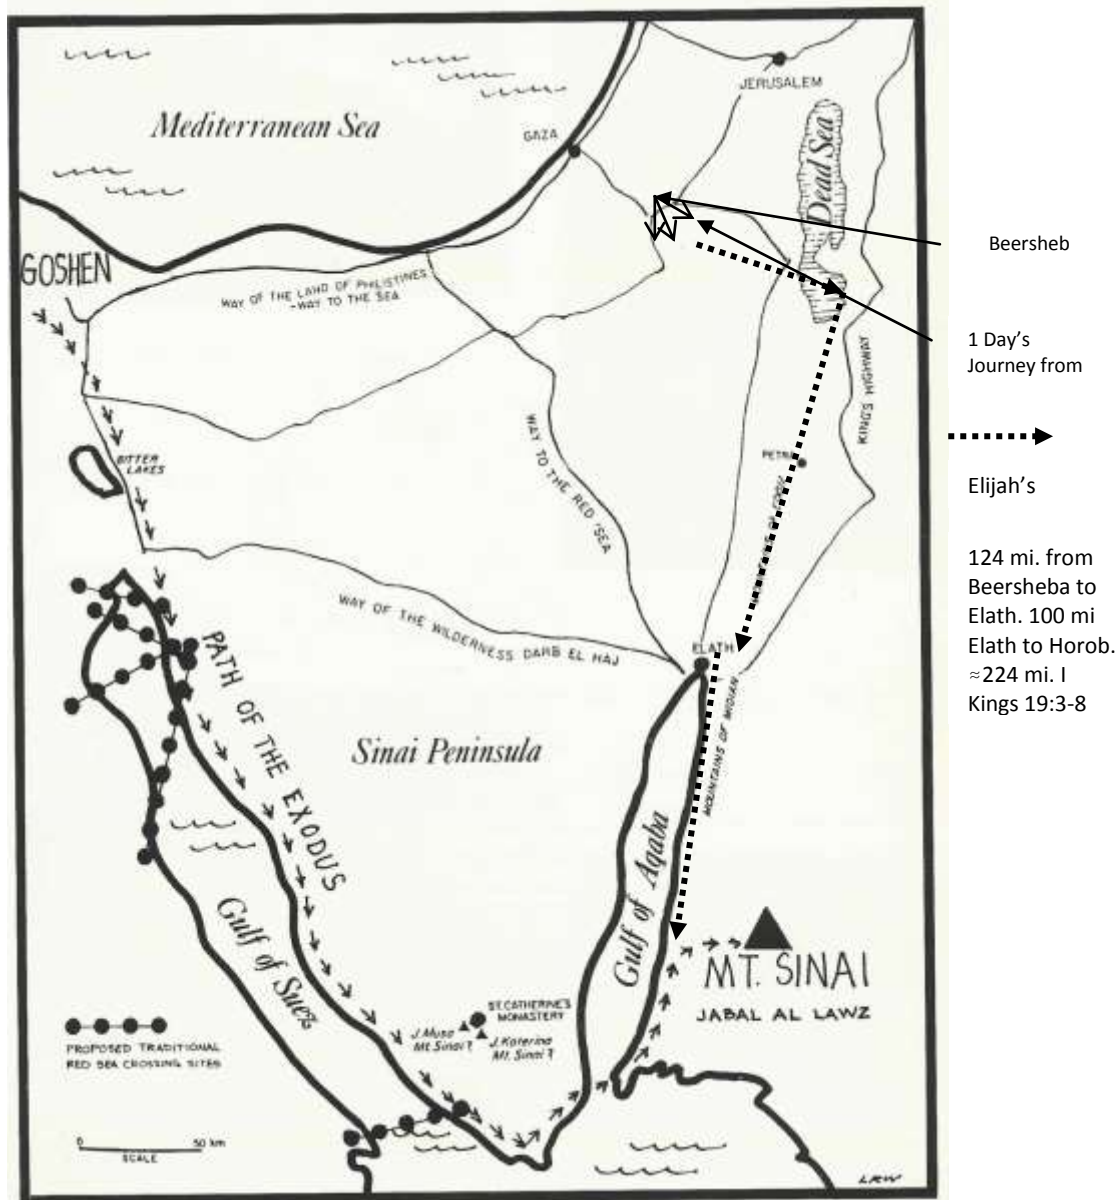 JERUSALEM
Mediterranean Sea
GAZA
Dead Sea
Beersheb
GOSHEN
WAY OF THE LAND OF PHILISTINES
-WAY TO THE SEA
1 Day's
Journey from
KING'S HIGHWAY
WAY TO THE RED SEA
BITTER
LAKES
PETRA
Elijah's
124 mi. from
Beersheba to
Elath. 100 mi
Elath to Horob.
≈224 mi. I
Kings 19:3-8
WAY OF THE WILDERNESS DARB EL HAJ
ELATH
PATH OF THE EXODUS
Sinai Peninsula
MOUNTAINS OF MIDIAN
Gulf of Aqaba
Gulf of Suez
MT. SINAI
JABAL AL LAWZ
ST. CATHERINE'S
MONASTERY
J. Musa
Mt. Sinai ?
J. Katerina
Mt. Sinai ?
PROPOSED TRADITIONAL
RED SEA CROSSING SITES
0 50 km
SCALE
LRW